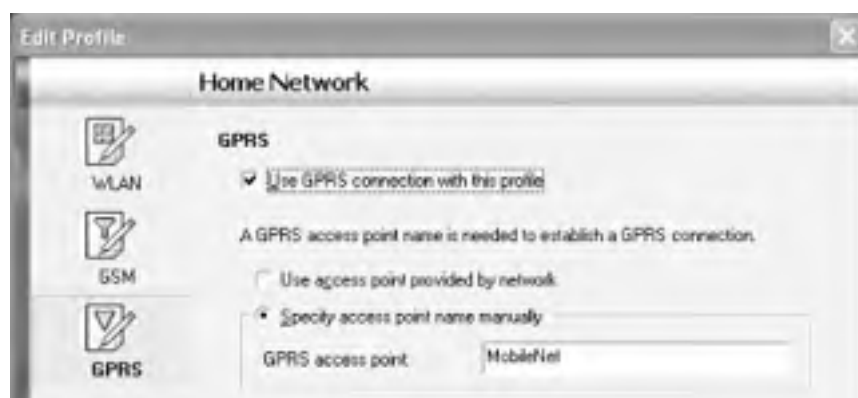 Edit Profile
Home Network
WLAN
GSM
GPRS
GPRS
Use GPRS connection with this profile
A GPRS access point name is needed to establish a GPRS connection.
Use access point provided by network
Specify access point name manually
GPRS access point MobileNet